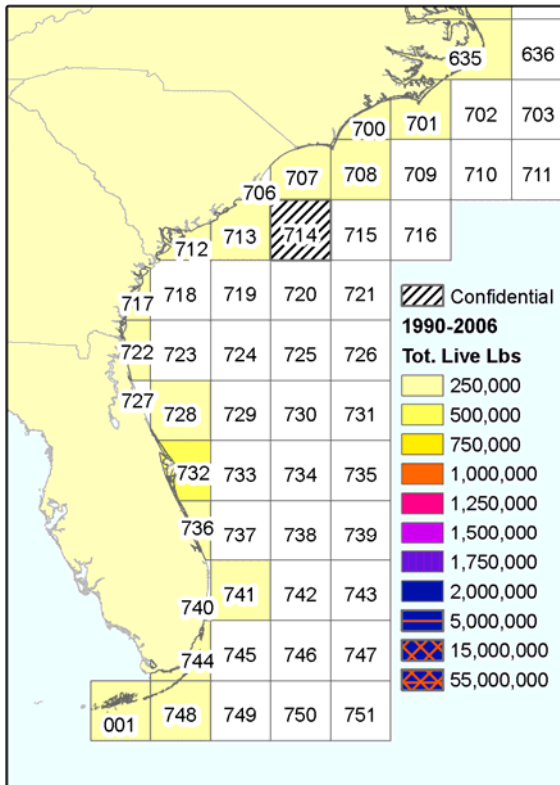 635 636
700 701 702 703
706 707 708 709 710 711
712 713 714 715 716
717 718 719 720 721
722 723 724 725 726
727 728 729 730 731
732 733 734 735
736 737 738 739
740 741 742 743
744 745 746 747
001 748 749 750 751
Confidential
1990-2006
Tot. Live Lbs
250,000
500,000
750,000
1,000,000
1,250,000
1,500,000
1,750,000
2,000,000
5,000,000
15,000,000
55,000,000